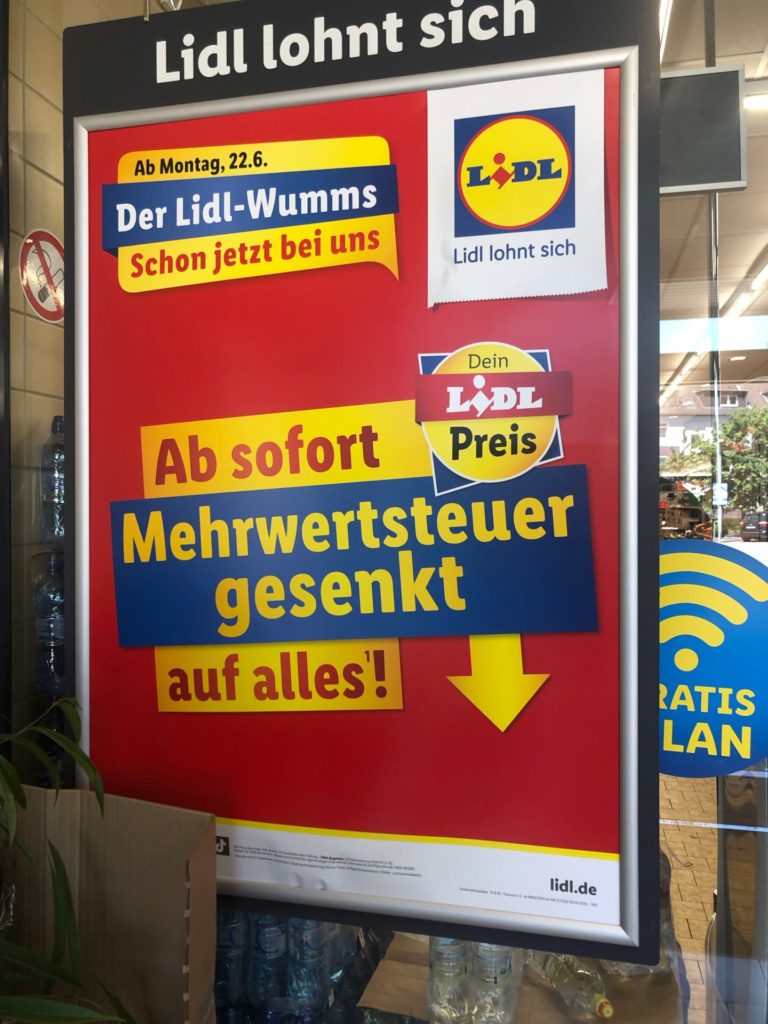 Lidl lohnt sich
Ab Montag, 22.6.
Der Lidl-Wumms
Schon jetzt bei uns
LiDL
Lidl lohnt sich
Dein
LiDL
Preis
Ab sofort
Mehrwertsteuer
gesenkt
auf alles¹!
RATIS
LAN
lidl.de